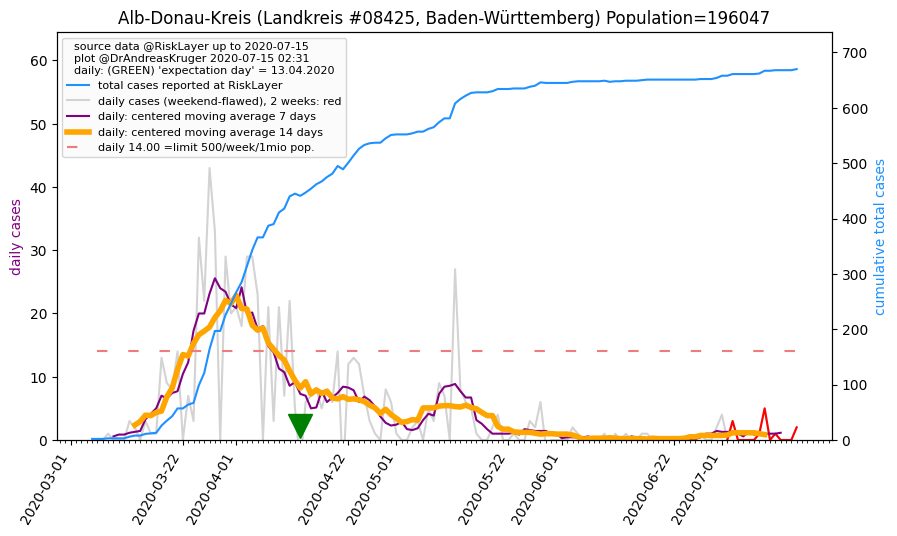 Alb-Donau-Kreis (Landkreis #08425, Baden-Württemberg) Population=196047
source data @RiskLayer up to 2020-07-15
plot @DrAndreasKruger 2020-07-15 02:31
daily: (GREEN) 'expectation day' = 13.04.2020
total cases reported at RiskLayer
daily cases (weekend-flawed), 2 weeks: red
daily: centered moving average 7 days
daily: centered moving average 14 days
daily 14.00 =limit 500/week/1mio pop.
daily cases
60
50
40
30
20
10
0
cumulative total cases
700
600
500
400
300
200
100
0
2020-03-01
2020-03-22
2020-04-01
2020-04-22
2020-05-01
2020-05-22
2020-06-01
2020-06-22
2020-07-01